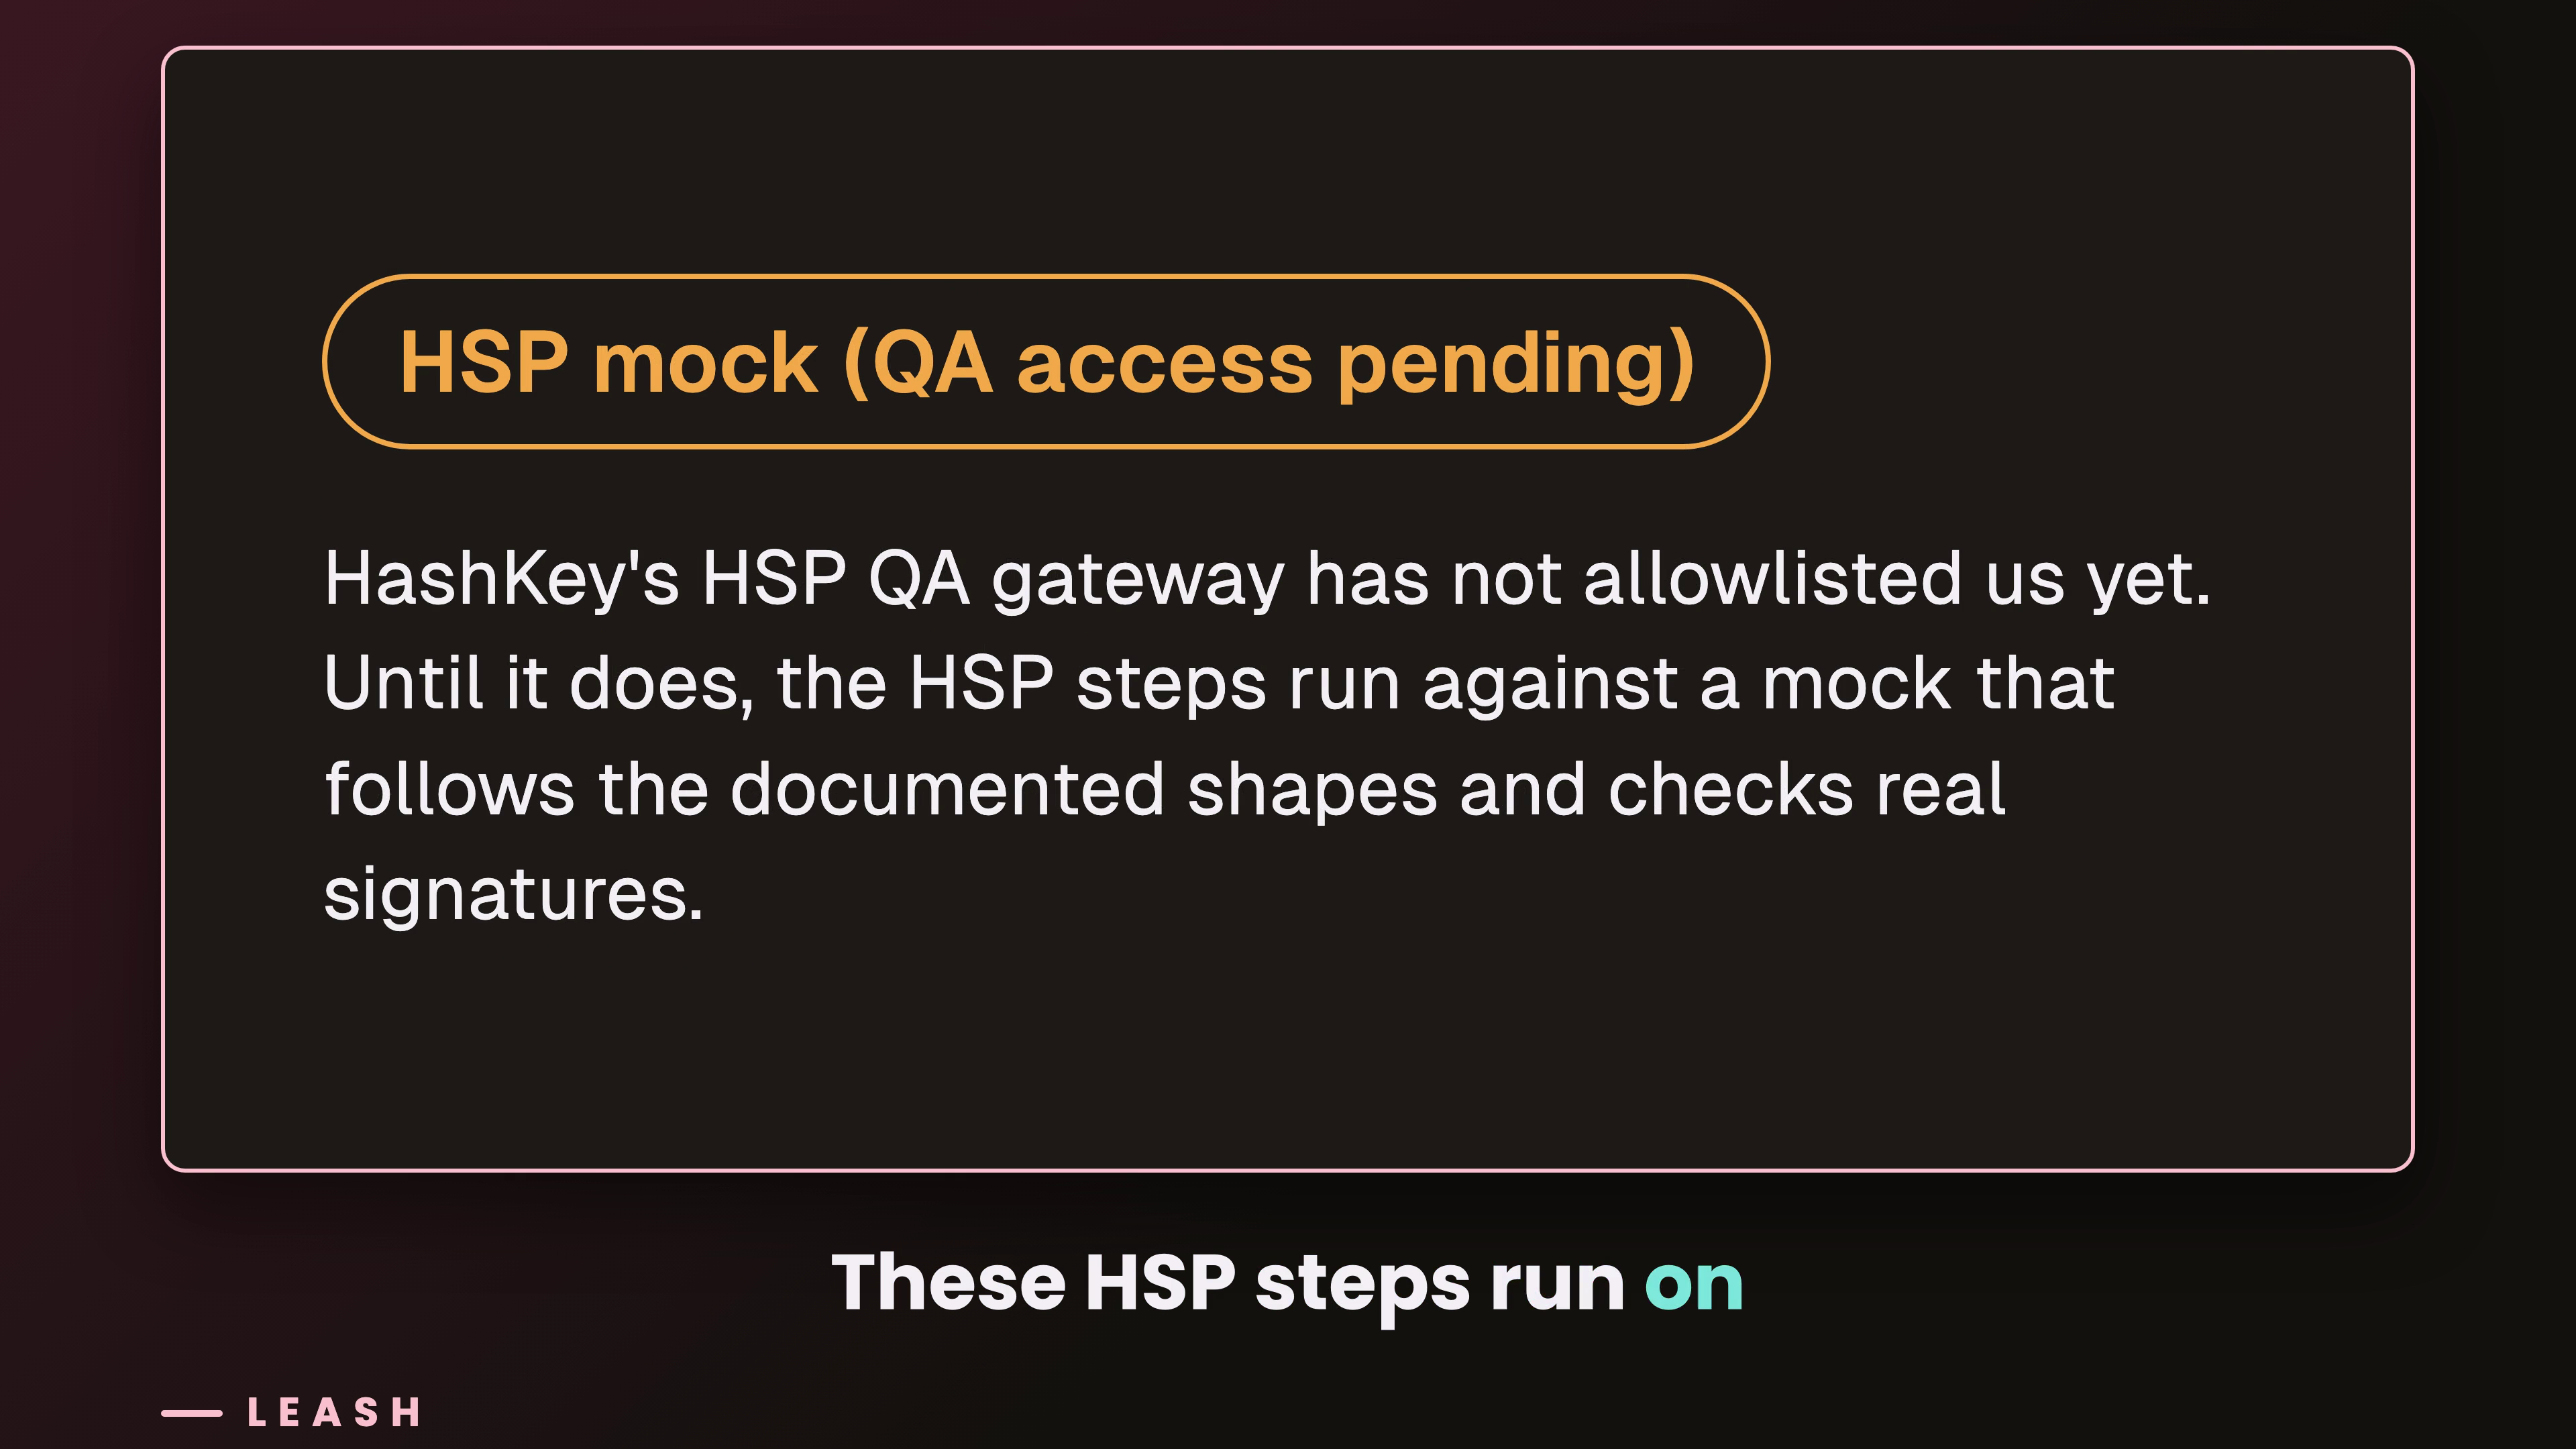 HSP mock (QA access pending)
HashKey's HSP QA gateway has not allowlisted us yet.
Until it does, the HSP steps run against a mock that
follows the documented shapes and checks real
signatures.
These HSP steps run on
LEASH